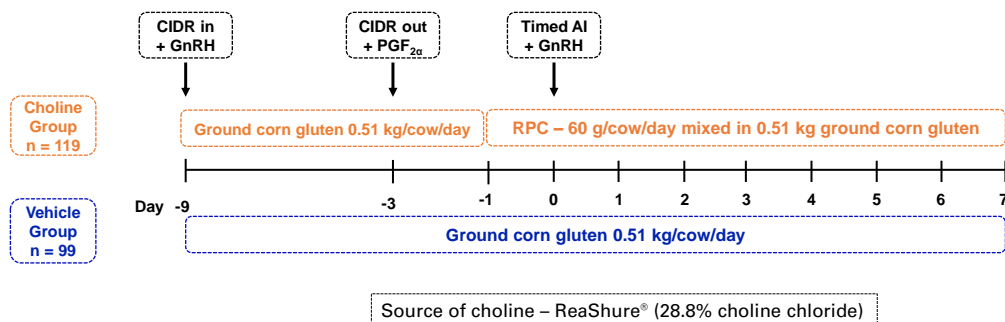 CIDR in
+ GnRH
CIDR out
+ PGF2α
Timed AI
+ GnRH
Choline
Group
n = 119
Ground corn gluten 0.51 kg/cow/day
RPC – 60 g/cow/day mixed in 0.51 kg ground corn gluten
Day -9 -3 -1 0 1 2 3 4 5 6 7
Vehicle
Group
n = 99
Ground corn gluten 0.51 kg/cow/day
Source of choline – ReaShure® (28.8% choline chloride)